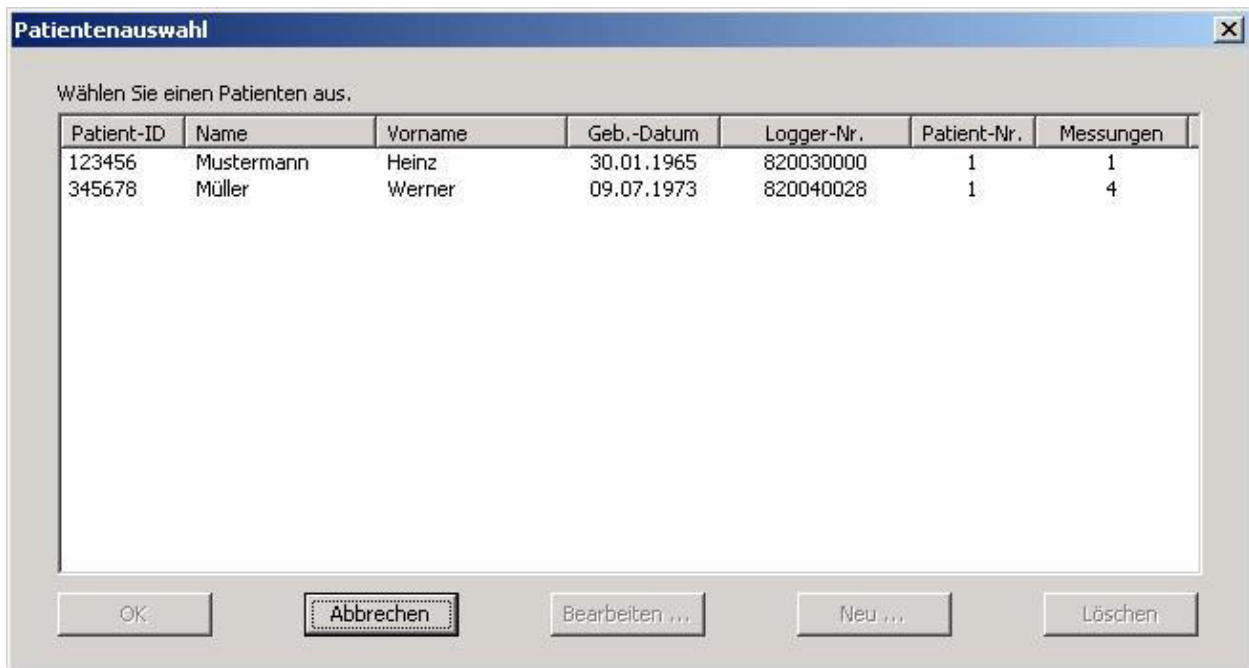 Patientenauswahl
Wählen Sie einen Patienten aus.
Patient-ID Name Vorname Geb.-Datum Logger-Nr. Patient-Nr. Messungen
123456 Mustermann Heinz 30.01.1965 820030000 1 1
345678 Müller Werner 09.07.1973 820040028 1 4
OK Abbrechen Bearbeiten ... Neu ... Löschen